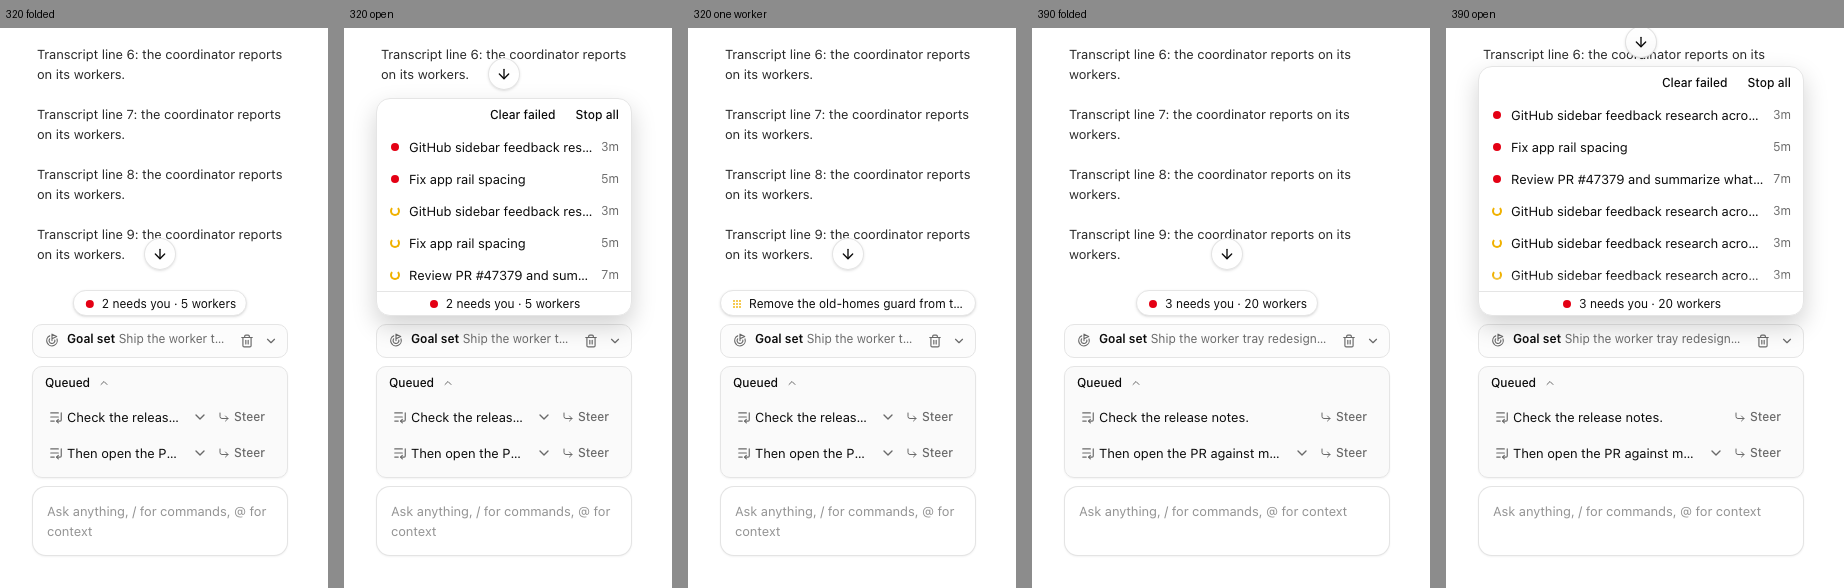 320 folded
Transcript line 6: the coordinator reports
on its workers.
Transcript line 7: the coordinator reports
on its workers.
Transcript line 8: the coordinator reports
on its workers.
Transcript line 9: the coordinator reports
on its workers.
2 needs you · 5 workers
Goal set Ship the worker t...
Queued
Check the releas... Steer
Then open the P... Steer
Ask anything, / for commands, @ for
context
320 open
Transcript line 6: the coordinator reports
on its workers.
Clear failed Stop all
GitHub sidebar feedback res... 3m
Fix app rail spacing 5m
GitHub sidebar feedback res... 3m
Fix app rail spacing 5m
Review PR #47379 and sum... 7m
2 needs you · 5 workers
Goal set Ship the worker t...
Queued
Check the releas... Steer
Then open the P... Steer
Ask anything, / for commands, @ for
context
320 one worker
Transcript line 6: the coordinator reports
on its workers.
Transcript line 7: the coordinator reports
on its workers.
Transcript line 8: the coordinator reports
on its workers.
Transcript line 9: the coordinator reports
on its workers.
Remove the old-homes guard from t...
Goal set Ship the worker t...
Queued
Check the releas... Steer
Then open the P... Steer
Ask anything, / for commands, @ for
context
390 folded
Transcript line 6: the coordinator reports on its
workers.
Transcript line 7: the coordinator reports on its
workers.
Transcript line 8: the coordinator reports on its
workers.
Transcript line 9: the coordinator reports on its
workers.
3 needs you · 20 workers
Goal set Ship the worker tray redesign...
Queued
Check the release notes. Steer
Then open the PR against m... Steer
Ask anything, / for commands, @ for context
390 open
Transcript line 6: the coordinator reports on its
Clear failed Stop all
GitHub sidebar feedback research acro... 3m
Fix app rail spacing 5m
Review PR #47379 and summarize what... 7m
GitHub sidebar feedback research acro... 3m
GitHub sidebar feedback research acro... 3m
GitHub sidebar feedback research acro... 3m
3 needs you · 20 workers
Goal set Ship the worker tray redesign...
Queued
Check the release notes. Steer
Then open the PR against m... Steer
Ask anything, / for commands, @ for context